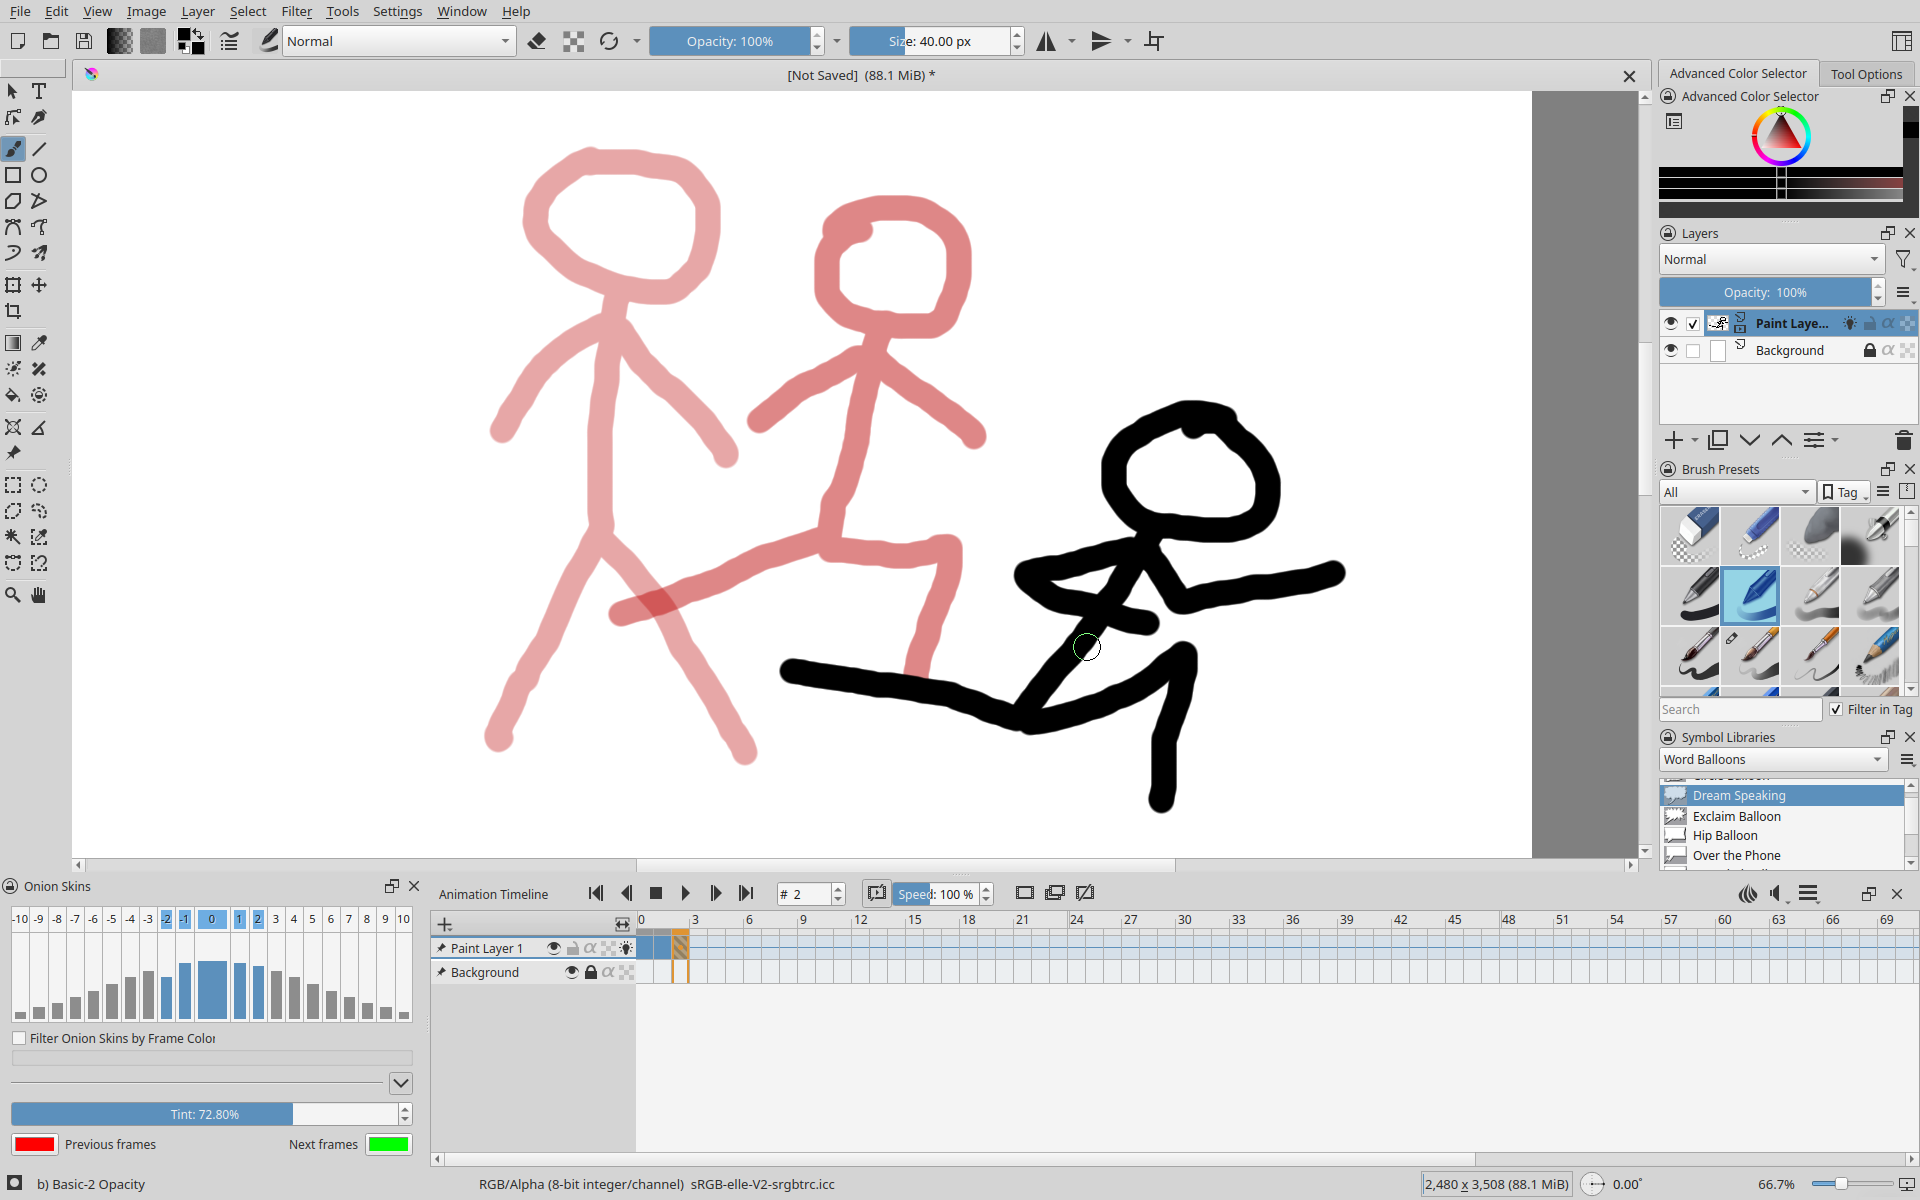 File Edit View Image Layer Select Filter Tools Settings Window Help
Normal Opacity: 100% Size: 40.00 px
[Not Saved] (88.1 MiB) *
Advanced Color Selector Tool Options
Advanced Color Selector
Layers
Normal
Opacity: 100%
Paint Laye...
Background
Brush Presets
All Tag
Search Filter in Tag
Symbol Libraries
Word Balloons
Dream Speaking
Exclaim Balloon
Hip Balloon
Over the Phone
Onion Skins
-10 -9 -8 -7 -6 -5 -4 -3 -2 -1 0 1 2 3 4 5 6 7 8 9 10
Filter Onion Skins by Frame Color
Tint: 72.80%
Previous frames Next frames
Animation Timeline # 2 Speed: 100 %
0 3 6 9 12 15 18 21 24 27 30 33 36 39 42 45 48 51 54 57 60 63 66 69
Paint Layer 1
Background
b) Basic-2 Opacity RGB/Alpha (8-bit integer/channel) sRGB-elle-V2-srgbtrc.icc 2,480 x 3,508 (88.1 MiB) 0.00° 66.7%